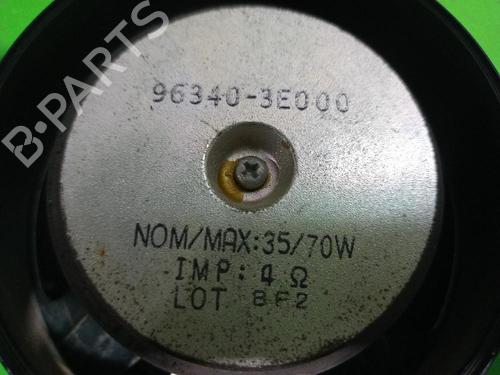 B-PARTS
96340-3E000
NOM/MAX:35/70W
IMP: 4 Ω
LOT 8F2